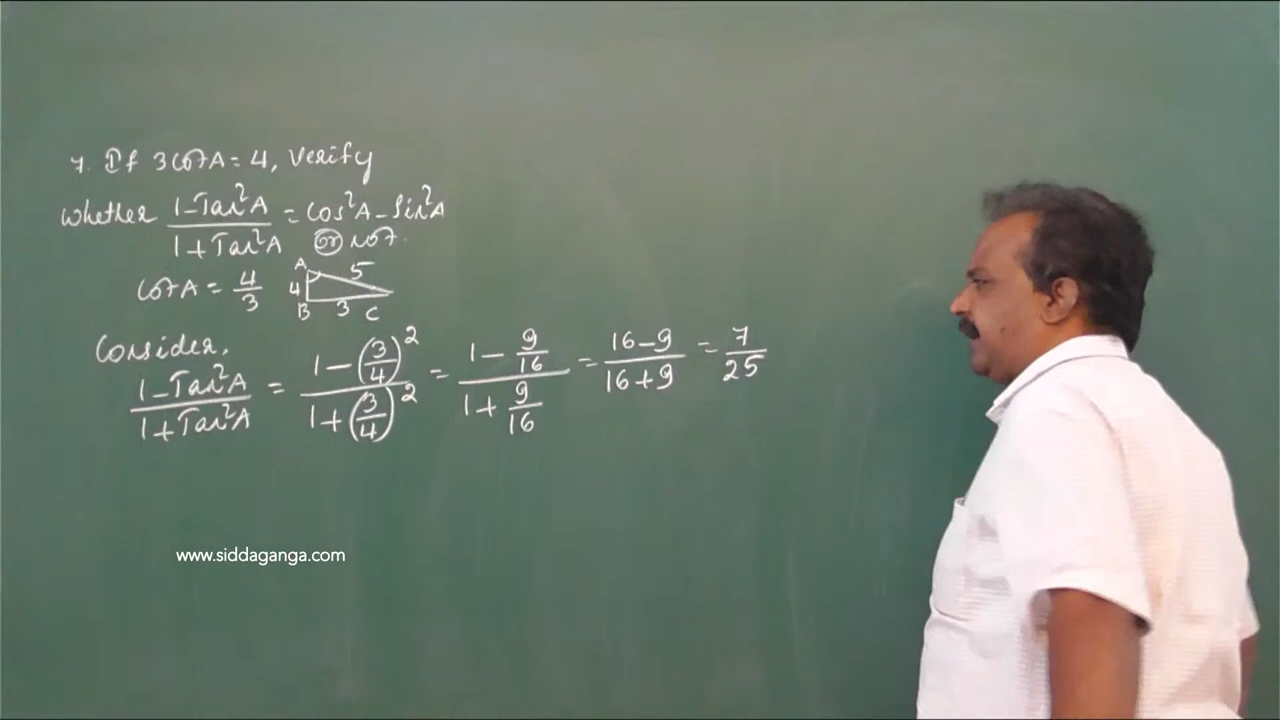 7. If 3cotA = 4, Verify
Whether (1-Tan²A)/(1+Tan²A) = Cos²A - Sin²A
or not.
cotA = 4/3
A 5
4
B 3 C
Consider,
(1-Tan²A)/(1+Tan²A) = (1-(3/4)²)/(1+(3/4)²) = (1-9/16)/(1+9/16) = (16-9)/(16+9) = 7/25
www.siddaganga.com